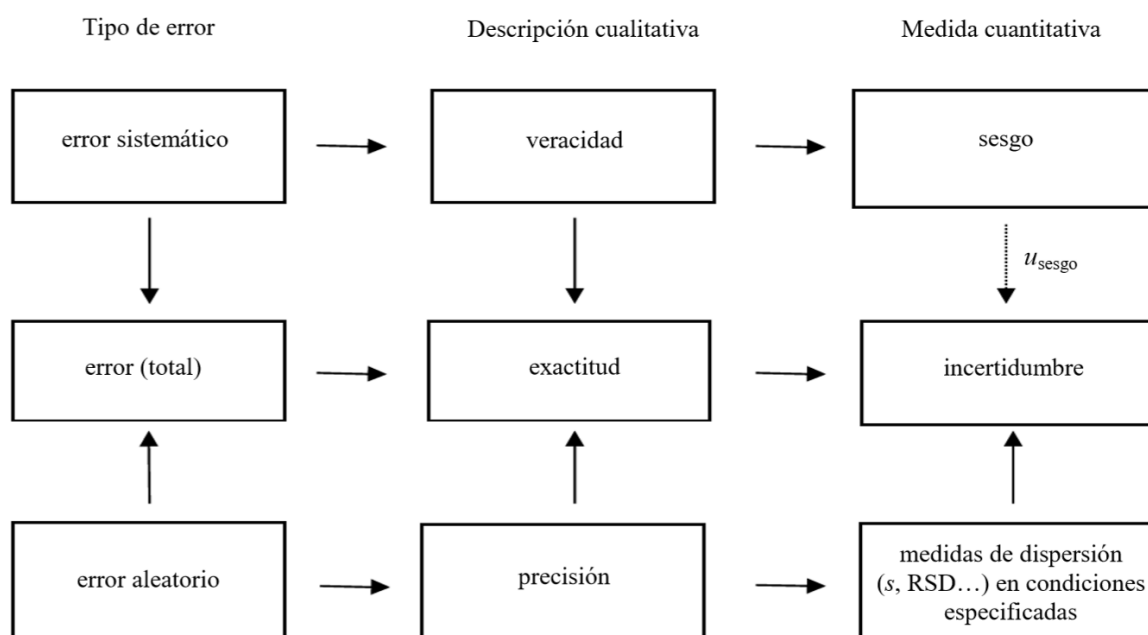 Tipo de error
Descripción cualitativa
Medida cuantitativa
error sistemático
veracidad
sesgo
u sesgo
error (total)
exactitud
incertidumbre
error aleatorio
precisión
medidas de dispersión
(s, RSD…) en condiciones
especificadas